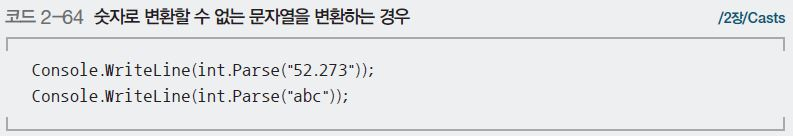 코드 2-64 숫자로 변환할 수 없는 문자열을 변환하는 경우 /2장/Casts
Console.WriteLine(int.Parse("52.273"));
Console.WriteLine(int.Parse("abc"));